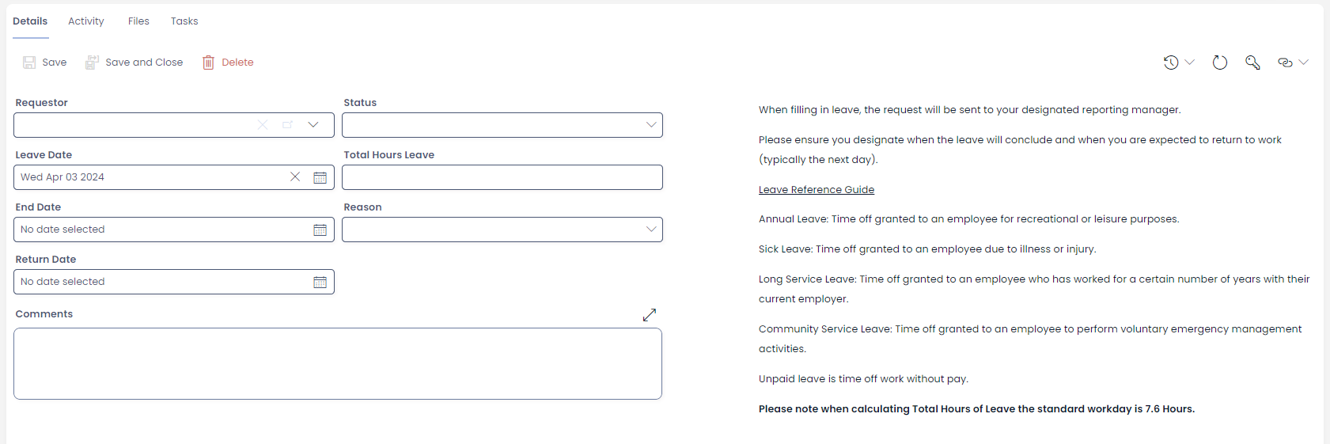 Details Activity Files Tasks
Save Save and Close Delete
Requestor Status
Leave Date Total Hours Leave
Wed Apr 03 2024
End Date Reason
No date selected
Return Date
No date selected
Comments
When filling in leave, the request will be sent to your designated reporting manager.
Please ensure you designate when the leave will conclude and when you are expected to return to work
(typically the next day).
Leave Reference Guide
Annual Leave: Time off granted to an employee for recreational or leisure purposes.
Sick Leave: Time off granted to an employee due to illness or injury.
Long Service Leave: Time off granted to an employee who has worked for a certain number of years with their
current employer.
Community Service Leave: Time off granted to an employee to perform voluntary emergency management
activities.
Unpaid leave is time off work without pay.
Please note when calculating Total Hours of Leave the standard workday is 7.6 Hours.